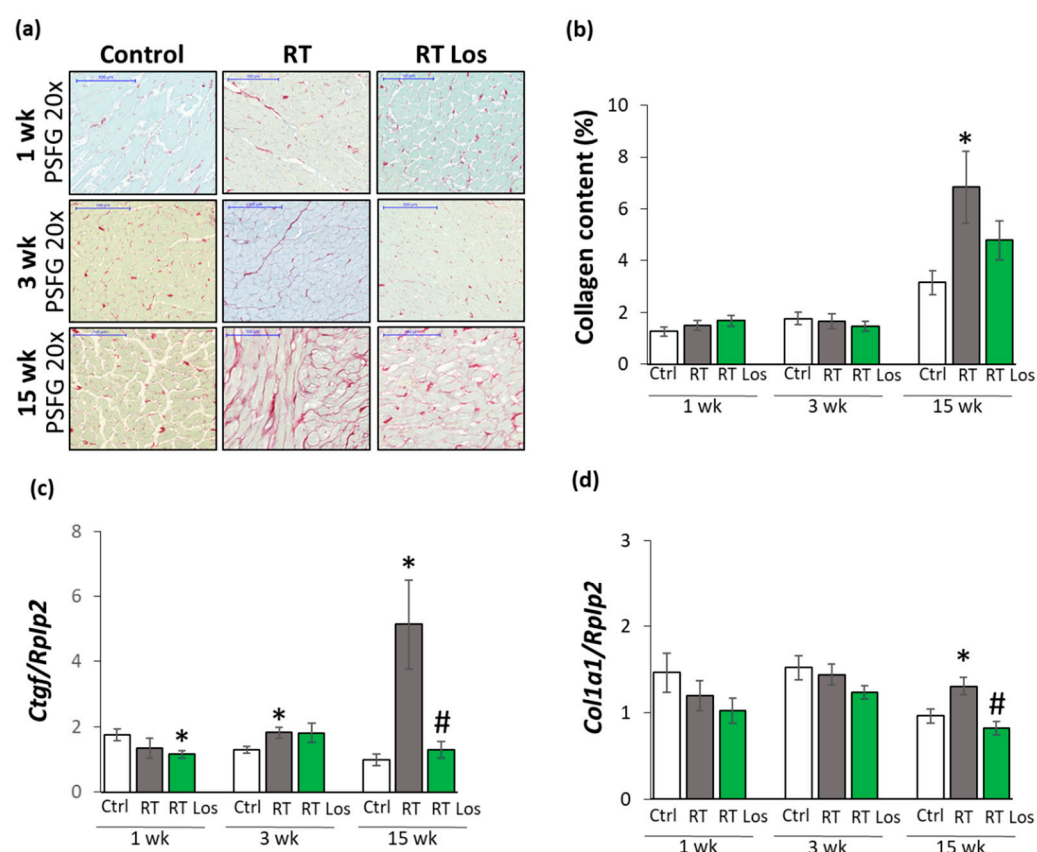 (a)
Control RT RT Los
1 wk
PSFG 20x
3 wk
PSFG 20x
15 wk
PSFG 20x
(b)
Collagen content (%)
10
8
6
4
2
0
*
Ctrl RT RT Los Ctrl RT RT Los Ctrl RT RT Los
1 wk 3 wk 15 wk
(c)
Ctgf/Rplp2
8
6
4
2
0
* * * #
Ctrl RT RT Los Ctrl RT RT Los Ctrl RT RT Los
1 wk 3 wk 15 wk
(d)
Col1a1/Rplp2
3
2
1
0
* #
Ctrl RT RT Los Ctrl RT RT Los Ctrl RT RT Los
1 wk 3 wk 15 wk